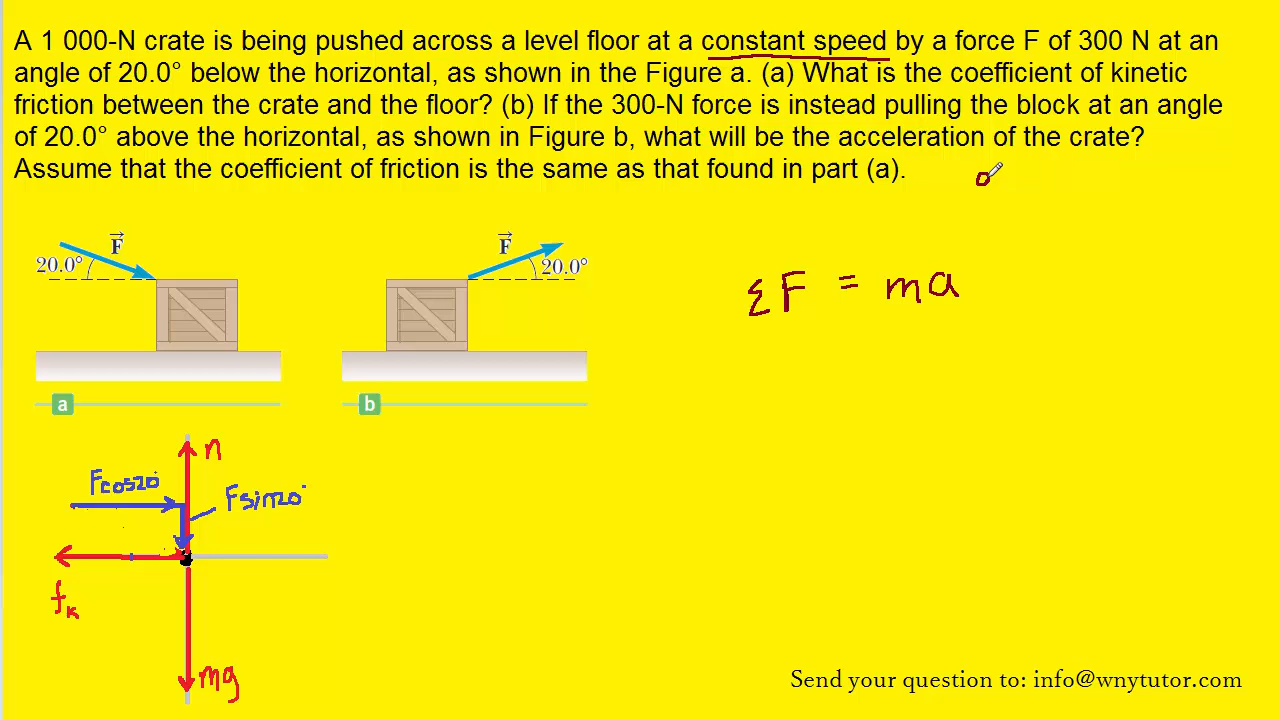 A 1 000-N crate is being pushed across a level floor at a constant speed by a force F of 300 N at an
angle of 20.0° below the horizontal, as shown in the Figure a. (a) What is the coefficient of kinetic
friction between the crate and the floor? (b) If the 300-N force is instead pulling the block at an angle
of 20.0° above the horizontal, as shown in Figure b, what will be the acceleration of the crate?
Assume that the coefficient of friction is the same as that found in part (a).
F
20.0°
F
20.0°
ΣF = ma
a
b
n
Fcos20°
Fsin20°
fk
mg
Send your question to: info@wnytutor.com